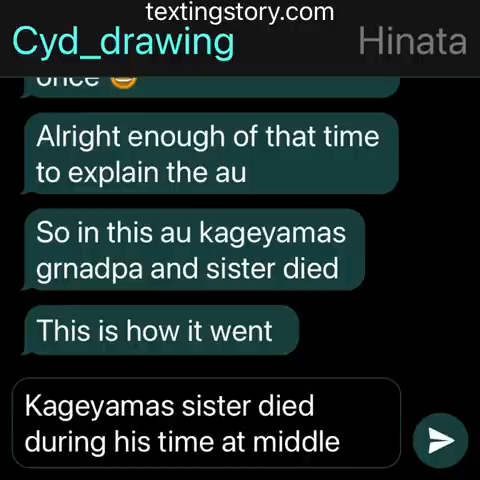 textingstory.com
Cyd_drawing Hinata
once 😅
Alright enough of that time
to explain the au
So in this au kageyamas
grnadpa and sister died
This is how it went
Kageyamas sister died
during his time at middle